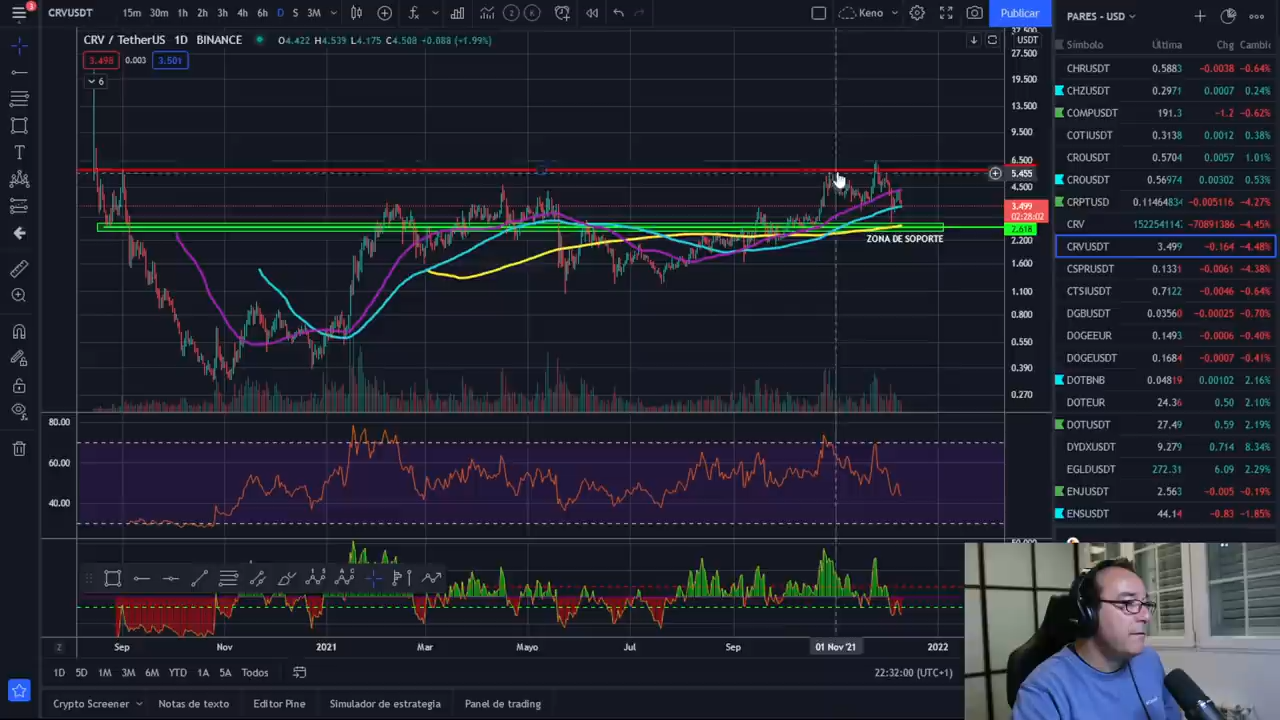 3
CRVUSDT 15m 30m 1h 2h 3h 4h 6h D S 3M 2 K Keno Publicar PARES - USD
CRV / TetherUS 1D BINANCE O4.422 H4.539 L4.175 C4.508 +0.088 (+1.99%) USDT
3.498 0.003 3.501
6
37.500
27.500
19.500
13.500
9.500
6.500
5.455
4.500
3.499
02:28:02
2.618
2.200
1.600
1.100
0.800
0.550
0.390
0.270
ZONA DE SOPORTE
80.00
60.00
40.00
50.000
Sep Nov 2021 Mar Mayo Jul Sep 01 Nov '21 2022
1D 5D 1M 3M 6M YTD 1A 5A Todos 22:32:00 (UTC+1)
Crypto Screener Notas de texto Editor Pine Simulador de estrategia Panel de trading
Símbolo Última Chg Cambio
CHRUSDT 0.5883 -0.0038 -0.64%
CHZUSDT 0.2971 0.0007 0.24%
COMPUSDT 191.3 -1.2 -0.62%
COTIUSDT 0.3138 0.0012 0.38%
CROUSDT 0.5704 0.0057 1.01%
CROUSDT 0.56974 0.00302 0.53%
CRPTUSD 0.11464834 -0.005116 -4.27%
CRV 1522541147 -70891386 -4.45%
CRVUSDT 3.499 -0.164 -4.48%
CSPRUSDT 0.1331 -0.0061 -4.38%
CTSIUSDT 0.7122 -0.0046 -0.64%
DGBUSDT 0.03560 -0.00025 -0.70%
DOGEEUR 0.1493 -0.0006 -0.40%
DOGEUSDT 0.1684 -0.0007 -0.41%
DOTBNB 0.04819 0.00102 2.16%
DOTEUR 24.36 0.50 2.10%
DOTUSDT 27.49 0.59 2.19%
DYDXUSDT 9.279 0.714 8.34%
EGLDUSDT 272.31 6.09 2.29%
ENJUSDT 2.563 -0.005 -0.19%
ENSUSDT 44.14 -0.83 -1.85%